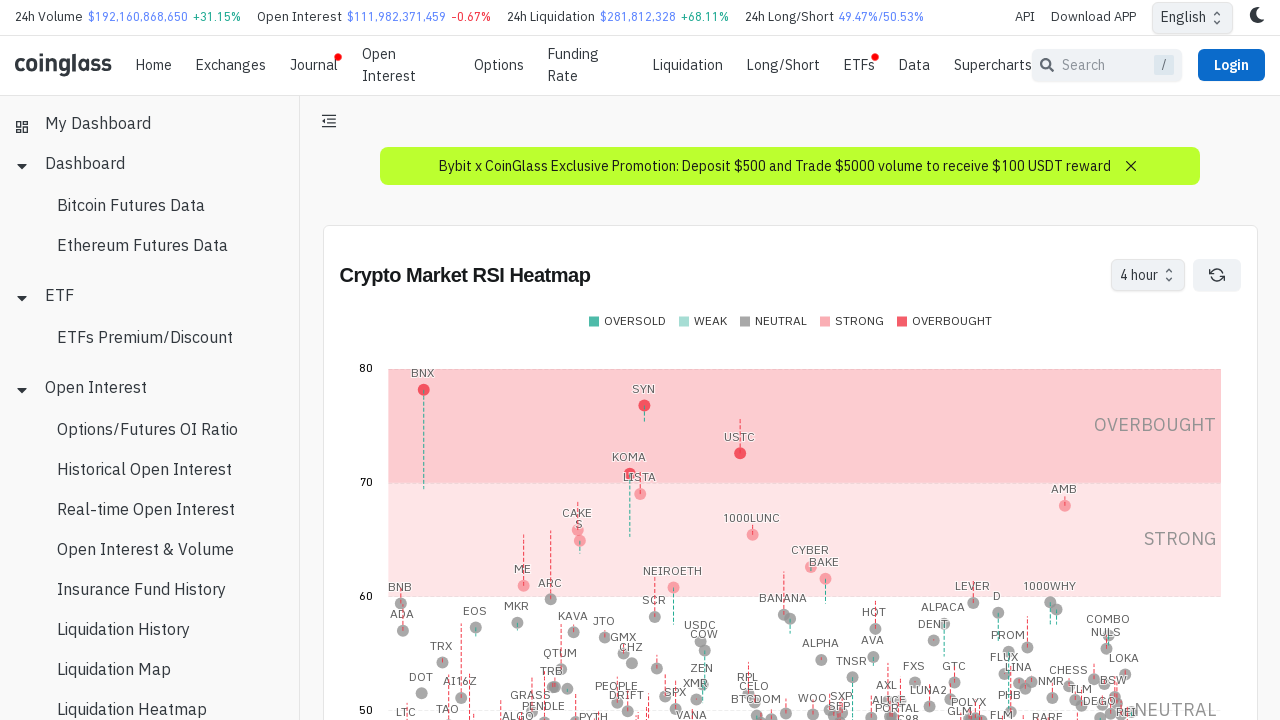 24h Volume $192,160,868,650 +31.15% Open Interest $111,982,371,459 -0.67% 24h Liquidation $281,812,328 +68.11% 24h Long/Short 49.47%/50.53% API Download APP English
coinglass Home Exchanges Journal Open Interest Options Funding Rate Liquidation Long/Short ETFs Data Supercharts Search / Login
My Dashboard
Dashboard
Bitcoin Futures Data
Ethereum Futures Data
ETF
ETFs Premium/Discount
Open Interest
Options/Futures OI Ratio
Historical Open Interest
Real-time Open Interest
Open Interest & Volume
Insurance Fund History
Liquidation History
Liquidation Map
Liquidation Heatmap
Bybit x CoinGlass Exclusive Promotion: Deposit $500 and Trade $5000 volume to receive $100 USDT reward
Crypto Market RSI Heatmap 4 hour
OVERSOLD WEAK NEUTRAL STRONG OVERBOUGHT
80
BNX
SYN
OVERBOUGHT
USTC
KOMA
LISTA
70
AMB
CAKE
1000LUNC
S
STRONG
CYBER
BAKE
ME NEIROETH
ARC
BNB LEVER 1000WHY
60
BANANA D
SCR
MKR ALPACA
EOS HOT
ADA
KAVA JTO COMBO
USDC DENT
NULS
COW PROM
GMX AVA
TRX CHZ ALPHA
QTUM FLUX LOKA
TNSR
ZEN FXS GTC LINA
TRB CHESS
DOT RPL
AI16Z XMR NMR BSW
PEOPLE CELO AXL
SPX LUNA2 TLM
GRASS DRIFT WOO SXP PHB
BTCDOM DEGO
PENDLE POLYX
TAO PORTAL NEUTRAL
LTC 50 GLM
VANA
ALGO PYTH C98 FLM RARE REI